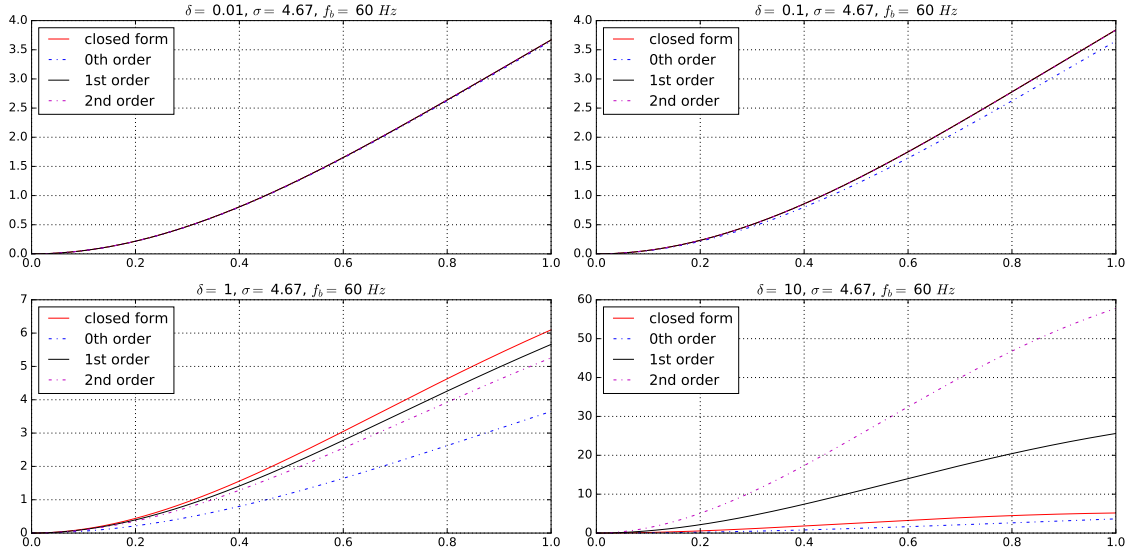 δ = 0.01, σ = 4.67, f_b = 60 Hz
4.0
3.5
3.0
2.5
2.0
1.5
1.0
0.5
0.0
closed form
0th order
1st order
2nd order
0.0 0.2 0.4 0.6 0.8 1.0
δ = 0.1, σ = 4.67, f_b = 60 Hz
4.0
3.5
3.0
2.5
2.0
1.5
1.0
0.5
0.0
closed form
0th order
1st order
2nd order
0.0 0.2 0.4 0.6 0.8 1.0
δ = 1, σ = 4.67, f_b = 60 Hz
7
6
5
4
3
2
1
0
closed form
0th order
1st order
2nd order
0.0 0.2 0.4 0.6 0.8 1.0
δ = 10, σ = 4.67, f_b = 60 Hz
60
50
40
30
20
10
0
closed form
0th order
1st order
2nd order
0.0 0.2 0.4 0.6 0.8 1.0